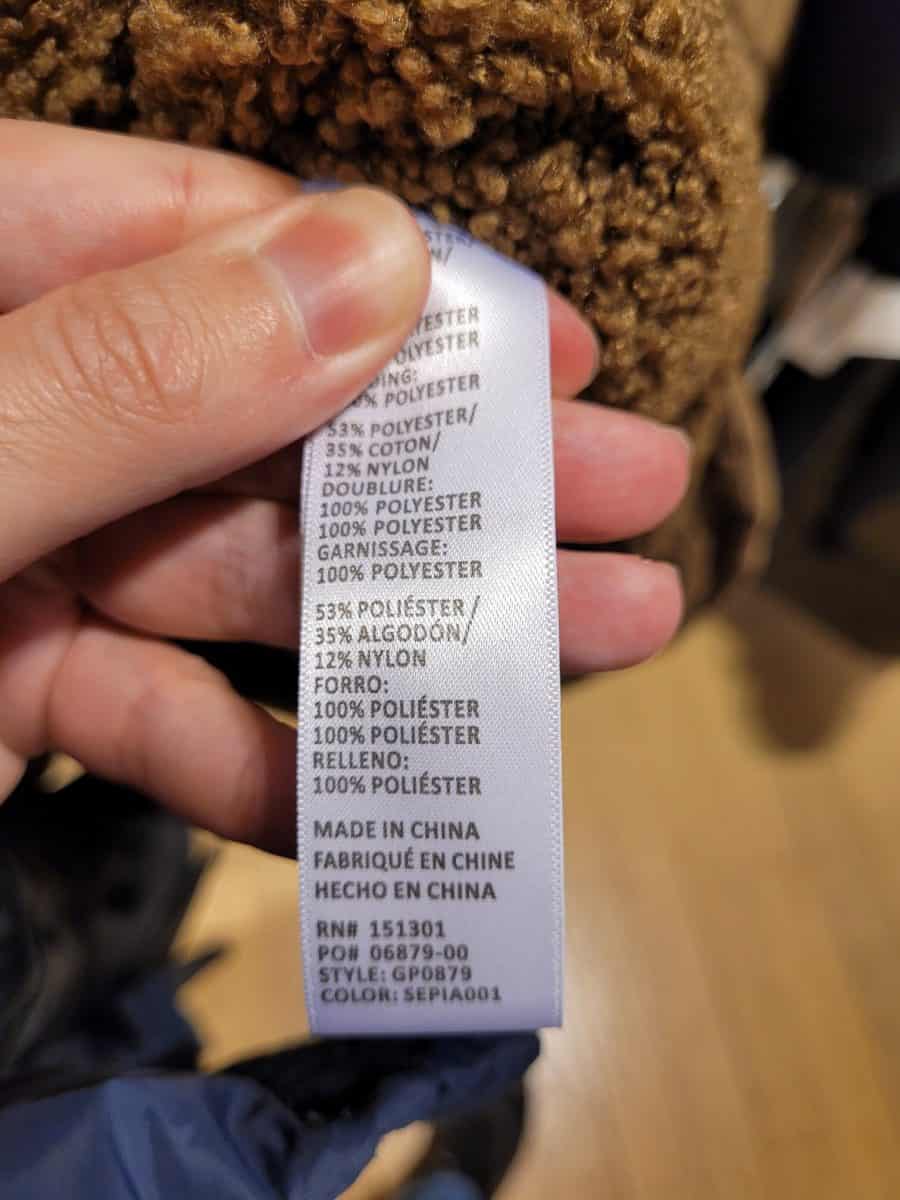 53% POLYESTER/
35% COTON/
12% NYLON
DOUBLURE:
100% POLYESTER
100% POLYESTER
GARNISSAGE:
100% POLYESTER
53% POLIÉSTER /
35% ALGODÓN/
12% NYLON
FORRO:
100% POLIÉSTER
100% POLIÉSTER
RELLENO:
100% POLIÉSTER
MADE IN CHINA
FABRIQUÉ EN CHINE
HECHO EN CHINA
RN# 151301
PO# 06879-00
STYLE: GP0879
COLOR: SEPIA001